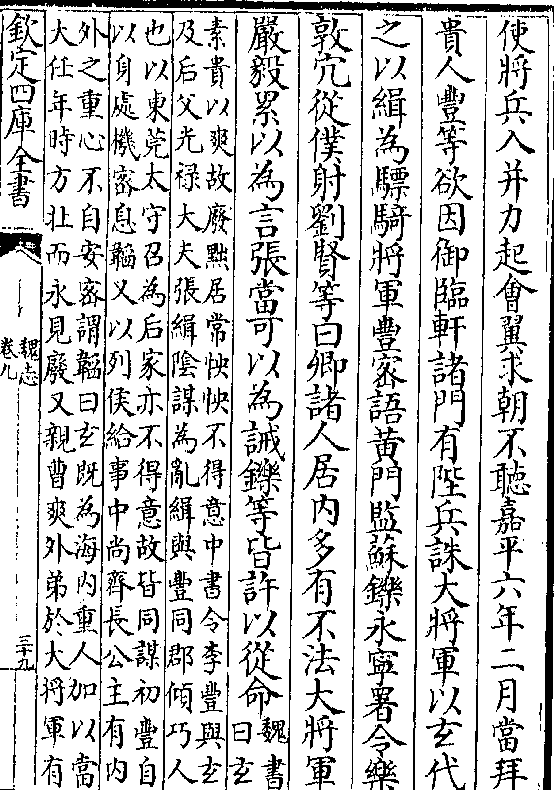 使將兵入并力起會翼求朝不聽嘉平六年二月當拜
貴人豐等欲因御臨軒諸門有陛兵誅大將軍以𤣥代
之以緝為驃騎將軍豐宻語黄門監蘇鑠永寧署令樂
敦宂從僕射劉賢等曰卿諸人居内多有不法大將軍
嚴毅累以為言張當可以為誡鑠等皆許以從命
魏書
曰𤣥
素貴以爽故廢黜居常怏怏不得意中書令李豐與𤣥
及后父光禄大夫張緝隂謀為亂緝與豐同郡傾巧人
也以東莞太守召為后家亦不得意故皆同謀初豐自
以身處機宻息韜又以列侯給事中尚齊長公主有内
外之重心不自安宻謂韜曰𤣥既為海内重人加以當
大任年時方壯而永見廢又親曹爽外弟於大將軍有
欽定四庫全書
魏志
卷九
三十九